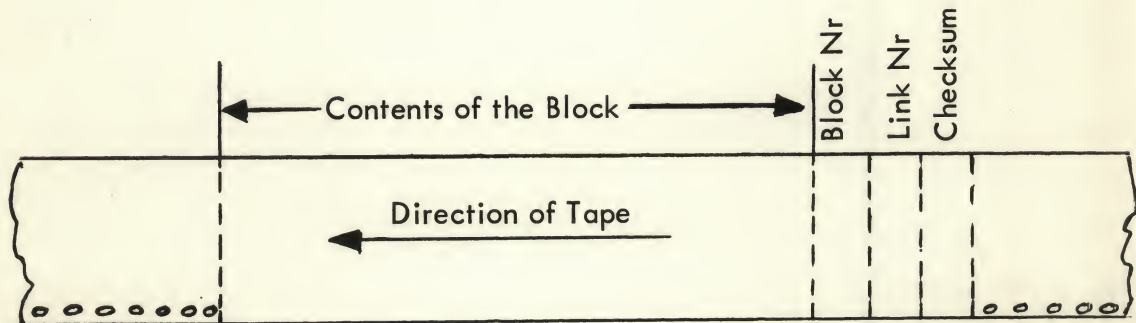 Contents of the Block
Block Nr
Link Nr
Checksum
Direction of Tape